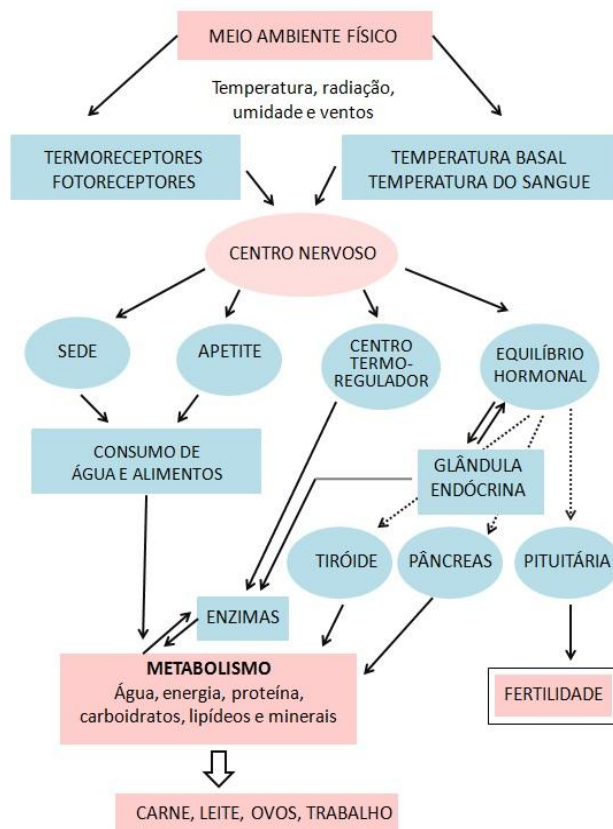 MEIO AMBIENTE FÍSICO
Temperatura, radiação,
umidade e ventos
TERMORECEPTORES
FOTORECEPTORES
TEMPERATURA BASAL
TEMPERATURA DO SANGUE
CENTRO NERVOSO
SEDE
APETITE
CENTRO
TERMO-
REGULADOR
EQUILÍBRIO
HORMONAL
CONSUMO DE
ÁGUA E ALIMENTOS
GLÂNDULA
ENDÓCRINA
TIRÓIDE
PÂNCREAS
PITUITÁRIA
ENZIMAS
METABOLISMO
Água, energia, proteína,
carboidratos, lipídeos e minerais
FERTILIDADE
CARNE, LEITE, OVOS, TRABALHO